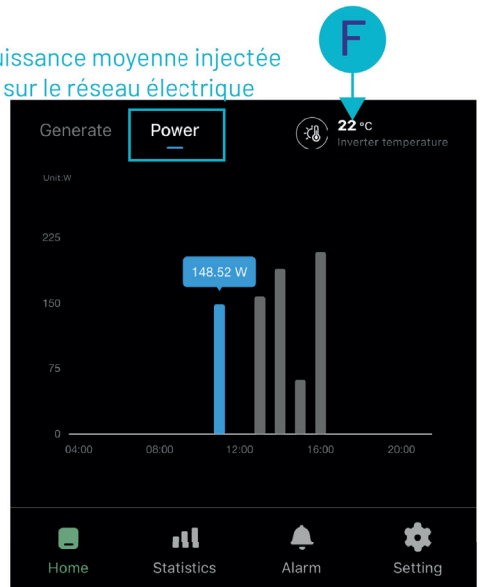 uissance moyenne injectée
sur le réseau électrique
F
Generate Power
22 °C
Inverter temperature
Unit:W
225
148.52 W
150
75
0
04:00 08:00 12:00 16:00 20:00
Home Statistics Alarm Setting